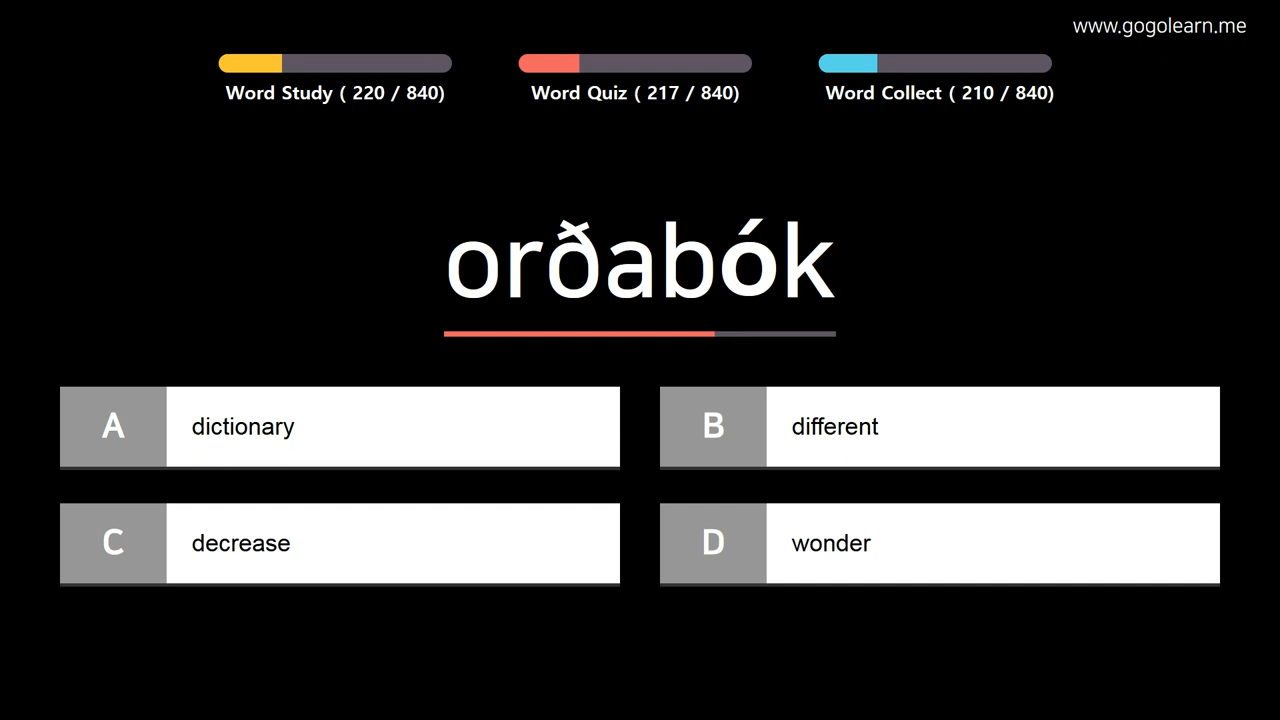 www.gogolearn.me
Word Study ( 220 / 840)
Word Quiz ( 217 / 840)
Word Collect ( 210 / 840)
orðabók
A dictionary
B different
C decrease
D wonder